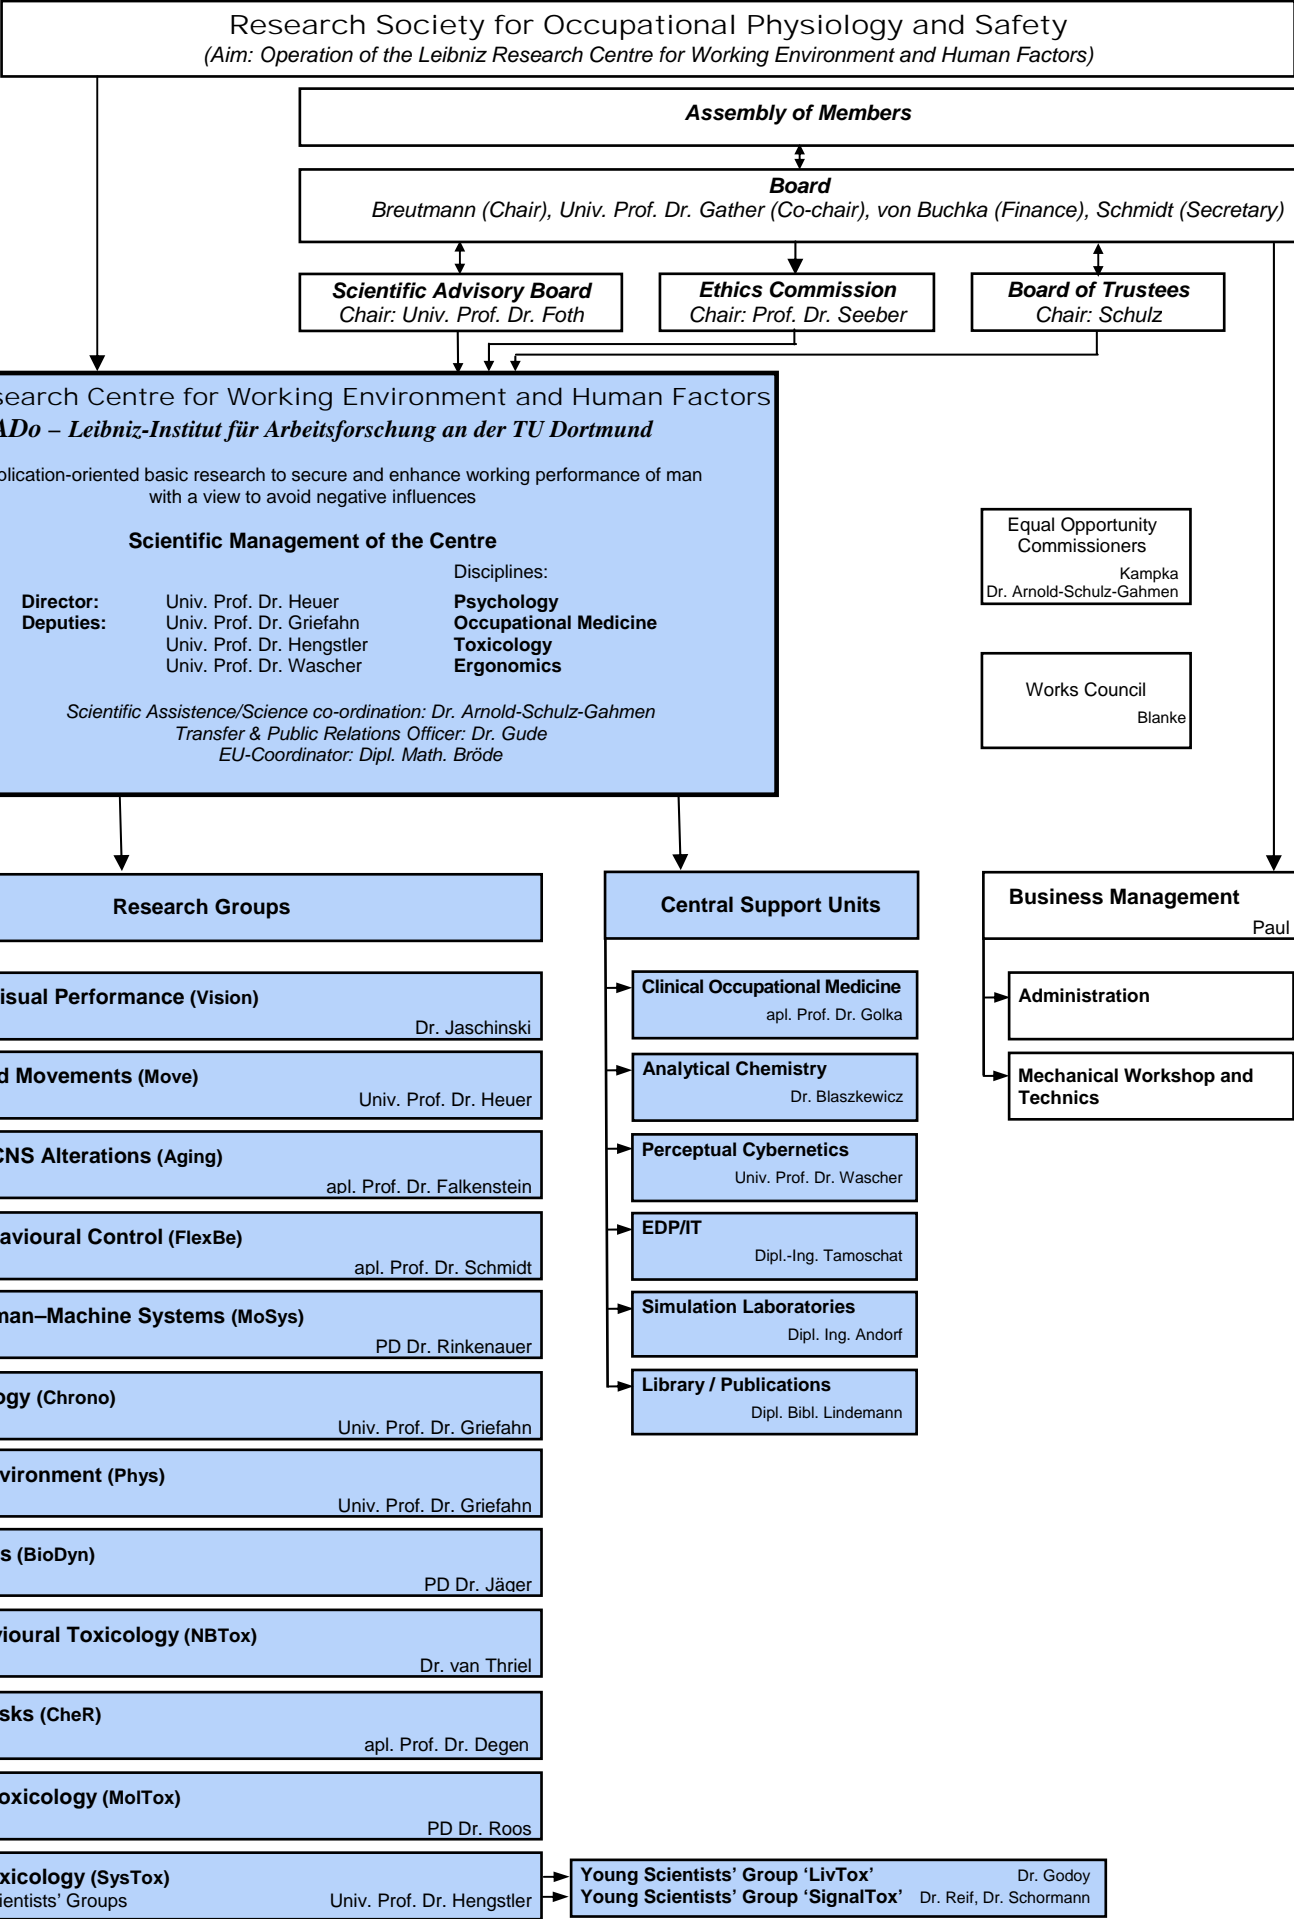 Research Society for Occupational Physiology and Safety
(Aim: Operation of the Leibniz Research Centre for Working Environment and Human Factors)
Assembly of Members
Board
Breutmann (Chair), Univ. Prof. Dr. Gather (Co-chair), von Buchka (Finance), Schmidt (Secretary)
Scientific Advisory Board
Chair: Univ. Prof. Dr. Foth
Ethics Commission
Chair: Prof. Dr. Seeber
Board of Trustees
Chair: Schulz
search Centre for Working Environment and Human Factors
ADo – Leibniz-Institut für Arbeitsforschung an der TU Dortmund
plication-oriented basic research to secure and enhance working performance of man
with a view to avoid negative influences
Scientific Management of the Centre
Disciplines:
Director: Univ. Prof. Dr. Heuer Psychology
Deputies: Univ. Prof. Dr. Griefahn Occupational Medicine
Univ. Prof. Dr. Hengstler Toxicology
Univ. Prof. Dr. Wascher Ergonomics
Scientific Assistence/Science co-ordination: Dr. Arnold-Schulz-Gahmen
Transfer & Public Relations Officer: Dr. Gude
EU-Coordinator: Dipl. Math. Bröde
Equal Opportunity
Commissioners
Kampka
Dr. Arnold-Schulz-Gahmen
Works Council
Blanke
Research Groups
isual Performance (Vision)
Dr. Jaschinski
d Movements (Move)
Univ. Prof. Dr. Heuer
CNS Alterations (Aging)
apl. Prof. Dr. Falkenstein
avioural Control (FlexBe)
apl. Prof. Dr. Schmidt
man–Machine Systems (MoSys)
PD Dr. Rinkenauer
ogy (Chrono)
Univ. Prof. Dr. Griefahn
vironment (Phys)
Univ. Prof. Dr. Griefahn
s (BioDyn)
PD Dr. Jäger
vioural Toxicology (NBTox)
Dr. van Thriel
sks (CheR)
apl. Prof. Dr. Degen
oxicology (MolTox)
PD Dr. Roos
xicology (SysTox)
ientists' Groups Univ. Prof. Dr. Hengstler
Young Scientists' Group 'LivTox' Dr. Godoy
Young Scientists' Group 'SignalTox' Dr. Reif, Dr. Schormann
Central Support Units
Clinical Occupational Medicine
apl. Prof. Dr. Golka
Analytical Chemistry
Dr. Blaszkewicz
Perceptual Cybernetics
Univ. Prof. Dr. Wascher
EDP/IT
Dipl.-Ing. Tamoschat
Simulation Laboratories
Dipl. Ing. Andorf
Library / Publications
Dipl. Bibl. Lindemann
Business Management
Paul
Administration
Mechanical Workshop and
Technics